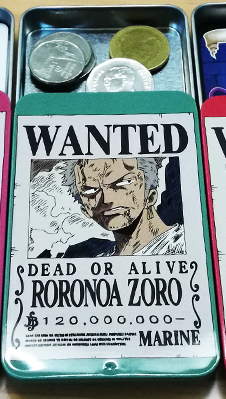 WANTED
DEAD OR ALIVE
RORONOA ZORO
฿120,000,000-
MARINE